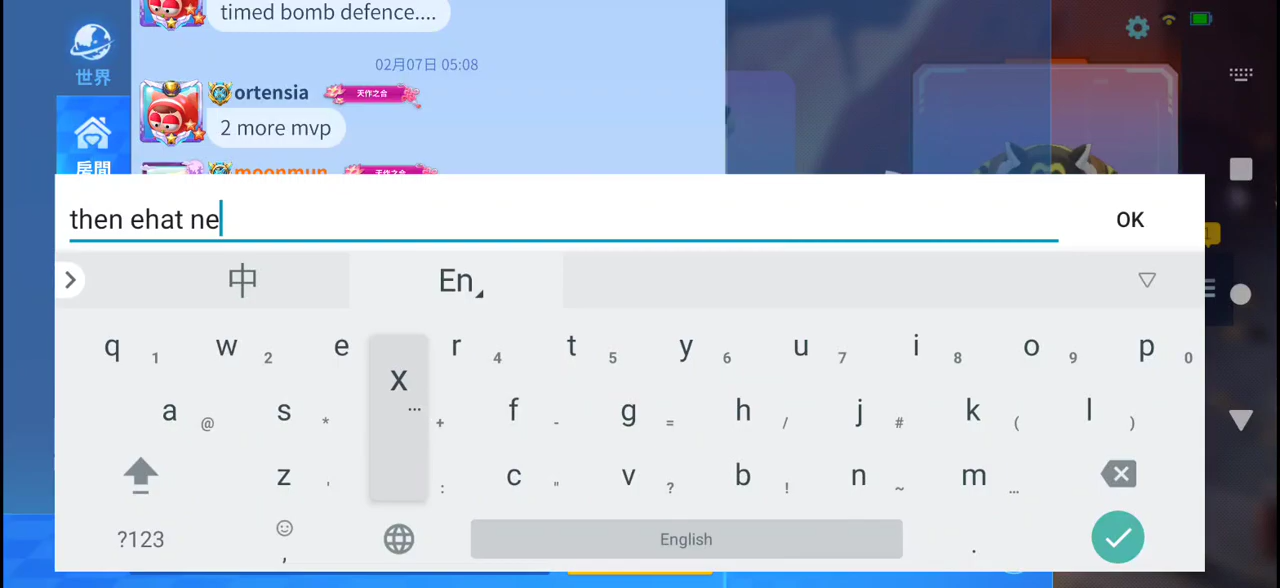 timed bomb defence....
世界
02月07日 05:08
ortensia 天作之合
2 more mvp
房間
moonmun 天作之合
then ehat ne
OK
中 En
q 1 w 2 e r 4 t 5 y 6 u 7 i 8 o 9 p 0
x ...
a @ s * + f - g = h / j # k ( l )
z ' : c " v ? b ! n ~ m ...
?123 , English .